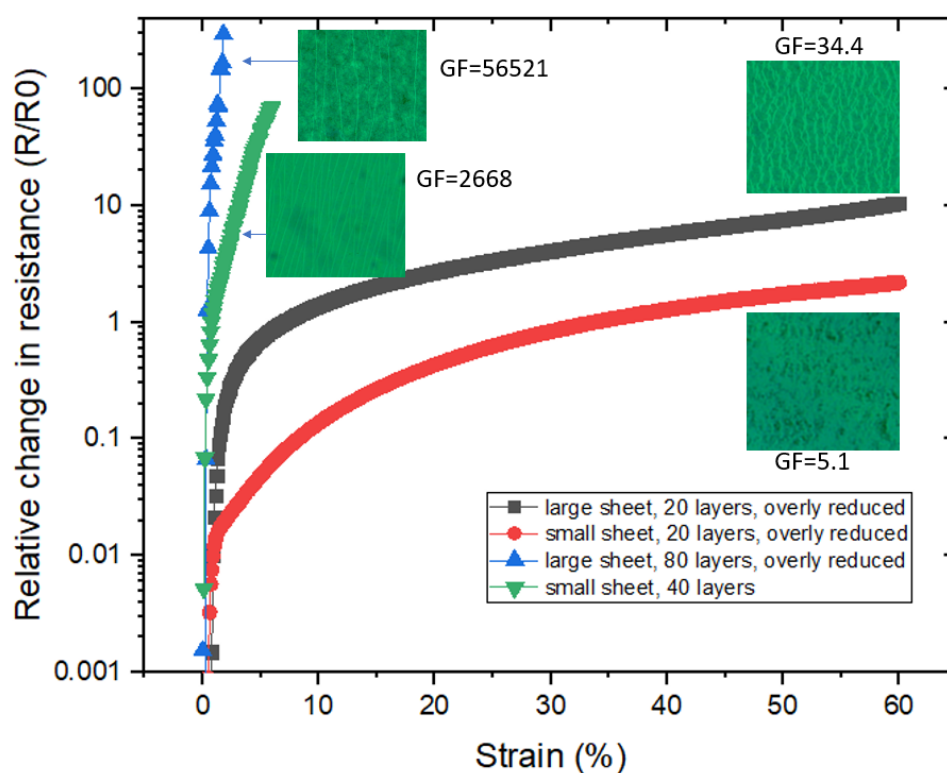 Relative change in resistance (R/R0)
100
10
1
0.1
0.01
0.001
GF=56521
GF=2668
GF=34.4
GF=5.1
large sheet, 20 layers, overly reduced
small sheet, 20 layers, overly reduced
large sheet, 80 layers, overly reduced
small sheet, 40 layers
0 10 20 30 40 50 60
Strain (%)